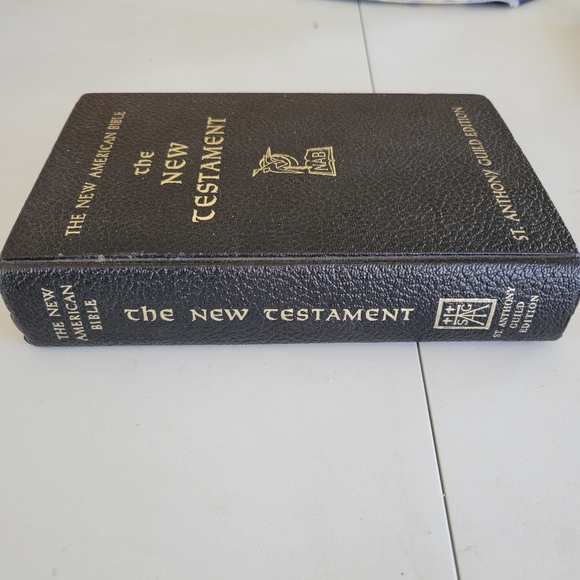 THE NEW AMERICAN BIBLE
the
NEW
TESTAMENT
NAB
ST. ANTHONY GUILD EDITION
THE NEW
AMERICAN
BIBLE
the NEW TESTAMENT
ST. ANTHONY
GUILD
EDITION